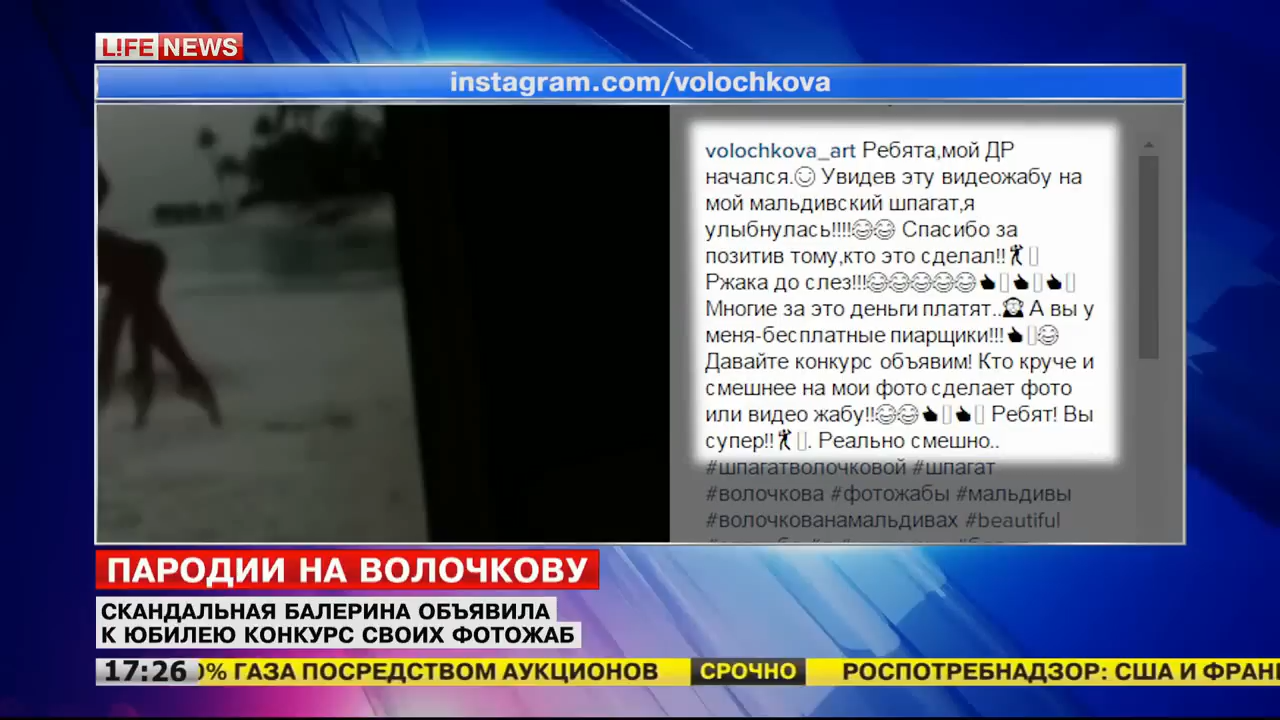 L!FE NEWS
instagram.com/volochkova
volochkova_art Ребята,мой ДР
начался.😊 Увидев эту видеожабу на
мой мальдивский шпагат,я
улыбнулась!!!!😂😂 Спасибо за
позитив тому,кто это сделал!!💃
Ржака до слез!!!😂😂😂😂😂👍👍👍
Многие за это деньги платят..🙊 А вы у
меня-бесплатные пиарщики!!!👍😂
Давайте конкурс объявим! Кто круче и
смешнее на мои фото сделает фото
или видео жабу!!😂😂👍👍 Ребят! Вы
супер!!💃. Реально смешно..
#шпагатволочковой #шпагат
#волочкова #фотожабы #мальдивы
#волочкованамальдивах #beautiful
ПАРОДИИ НА ВОЛОЧКОВУ
СКАНДАЛЬНАЯ БАЛЕРИНА ОБЪЯВИЛА
К ЮБИЛЕЮ КОНКУРС СВОИХ ФОТОЖАБ
17:26 0% ГАЗА ПОСРЕДСТВОМ АУКЦИОНОВ СРОЧНО РОСПОТРЕБНАДЗОР: США И ФРАН